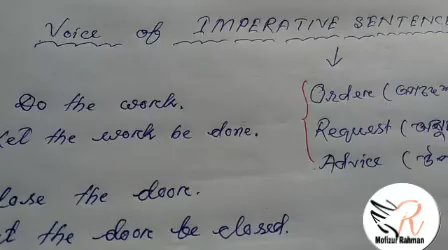 Voice of IMPERATIVE SENTENCE
Do the work.
Let the work be done.
Order
Request
Advice
close the door.
the door be closed.
Mofizur Rahman